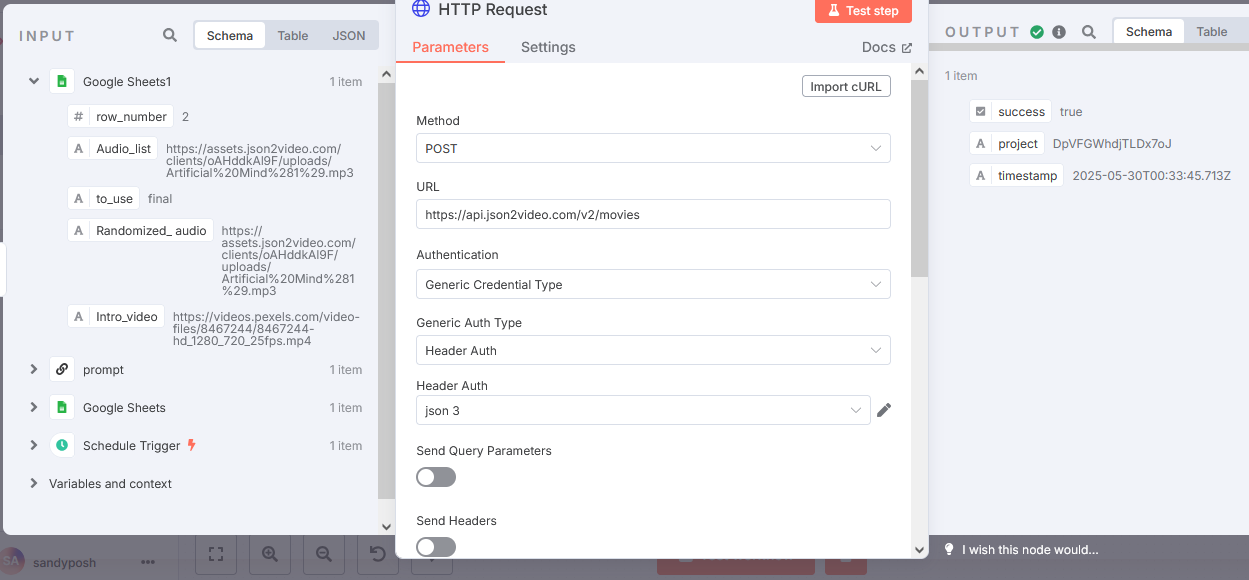 INPUT
Schema Table JSON
Google Sheets1 1 item
# row_number 2
A Audio_list https://assets.json2video.com/
clients/oAHddkAl9F/uploads/
Artificial%20Mind%281%29.mp3
A to_use final
A Randomized_ audio https://
assets.json2video.com/
clients/oAHddkAl9F/
uploads/
Artificial%20Mind%281
%29.mp3
A Intro_video https://videos.pexels.com/video-
files/8467244/8467244-
hd_1280_720_25fps.mp4
prompt 1 item
Google Sheets 1 item
Schedule Trigger 1 item
Variables and context
SA sandyposh
HTTP Request
Test step
Parameters Settings Docs
Import cURL
Method
POST
URL
https://api.json2video.com/v2/movies
Authentication
Generic Credential Type
Generic Auth Type
Header Auth
Header Auth
json 3
Send Query Parameters
Send Headers
OUTPUT
Schema Table
1 item
success true
A project DpVFGWhdjTLDx7oJ
A timestamp 2025-05-30T00:33:45.713Z
I wish this node would...